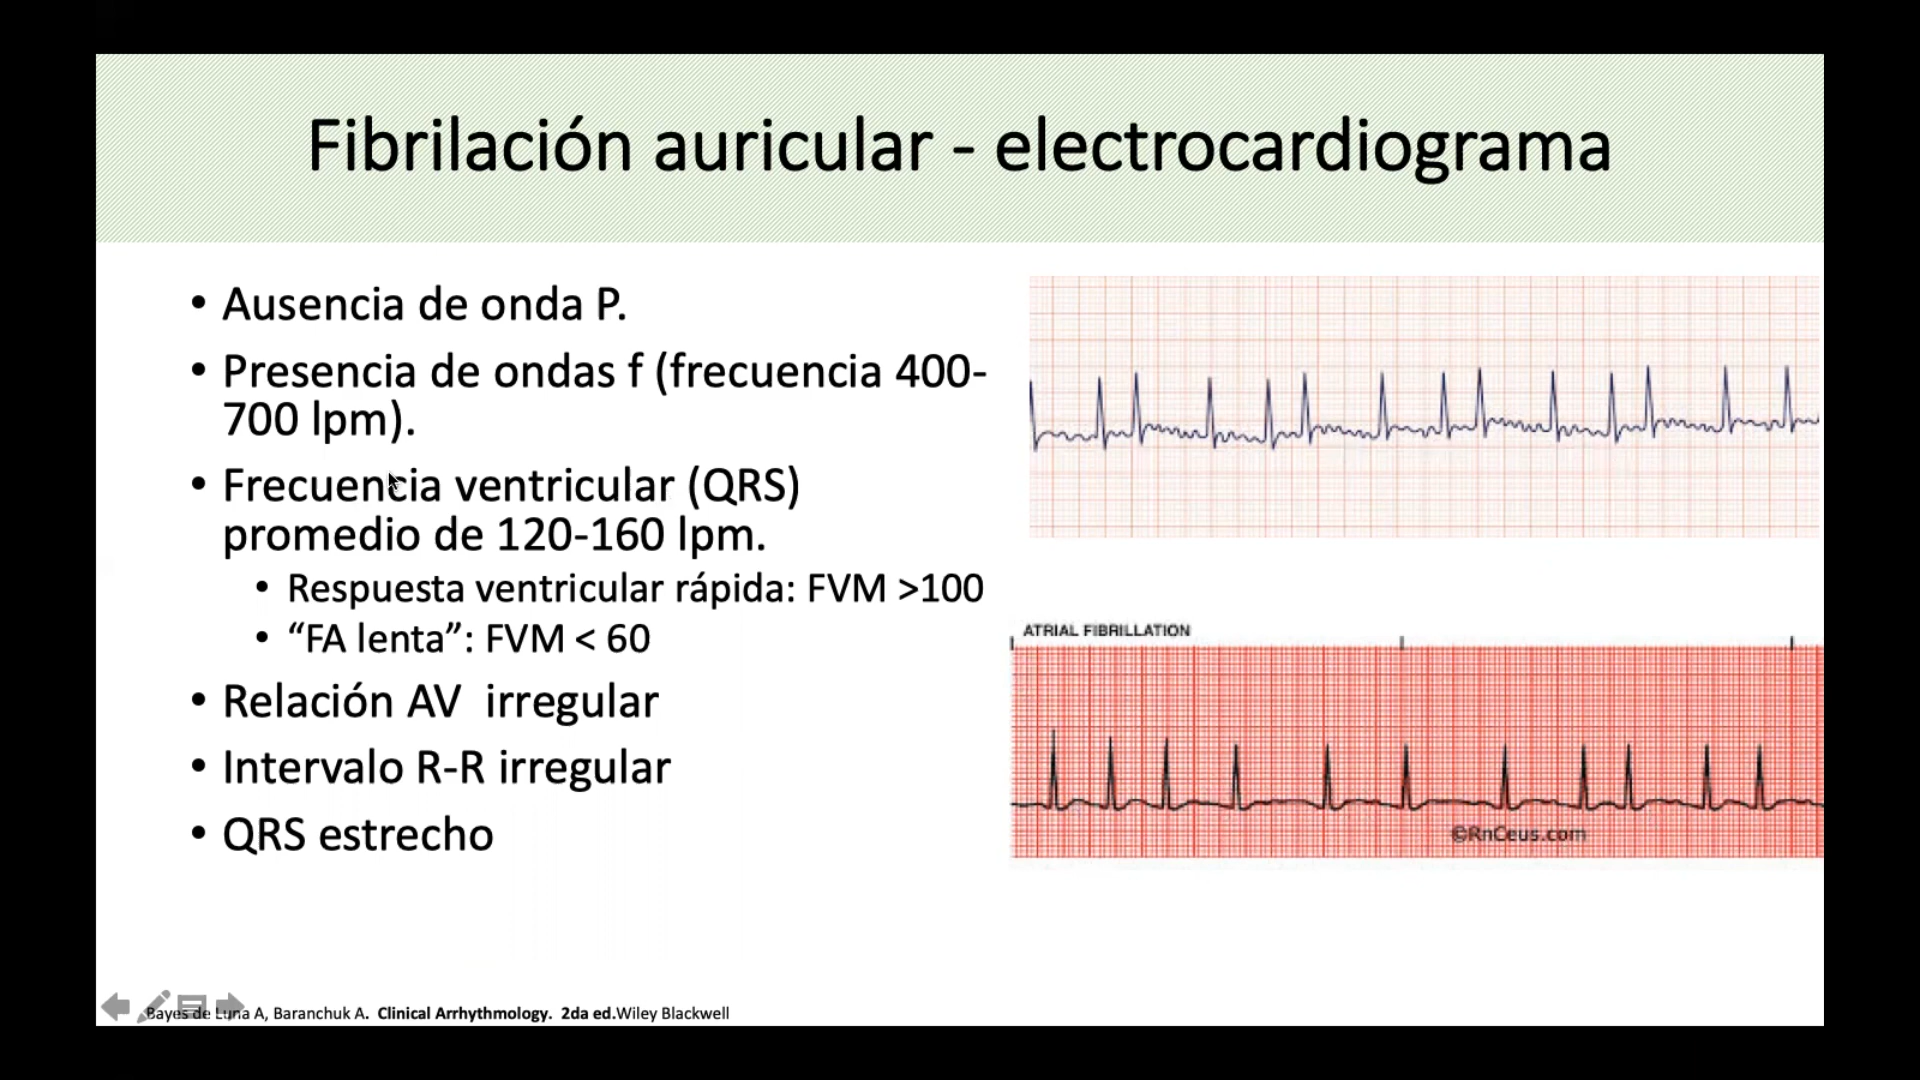 Fibrilación auricular - electrocardiograma
• Ausencia de onda P.
• Presencia de ondas f (frecuencia 400-
700 lpm).
• Frecuencia ventricular (QRS)
promedio de 120-160 lpm.
• Respuesta ventricular rápida: FVM >100
• “FA lenta”: FVM < 60
• Relación AV irregular
• Intervalo R-R irregular
• QRS estrecho
ATRIAL FIBRILLATION
©RnCeus.com
Bayes de Luna A, Baranchuk A. Clinical Arrhythmology. 2da ed.Wiley Blackwell